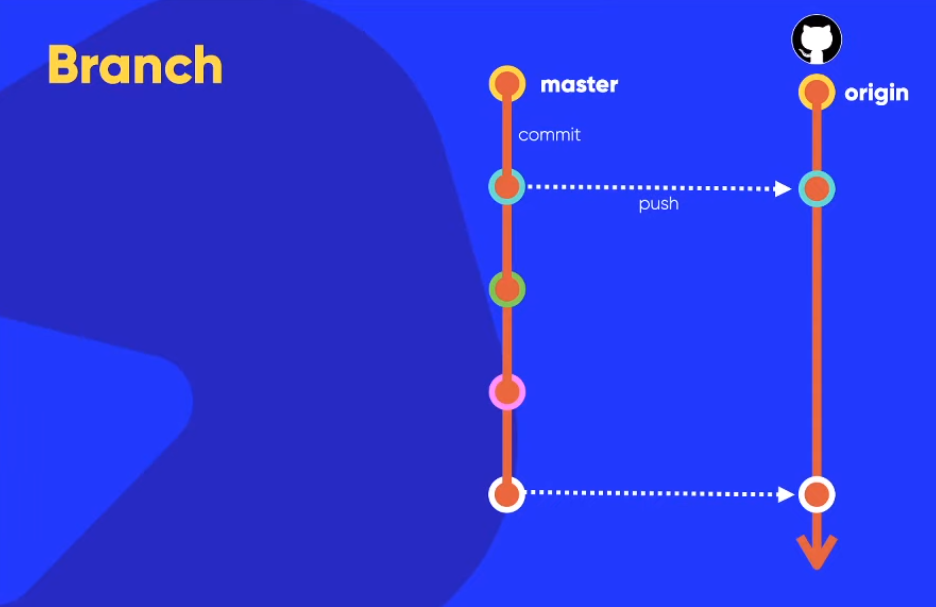 Branch
master
origin
commit
push